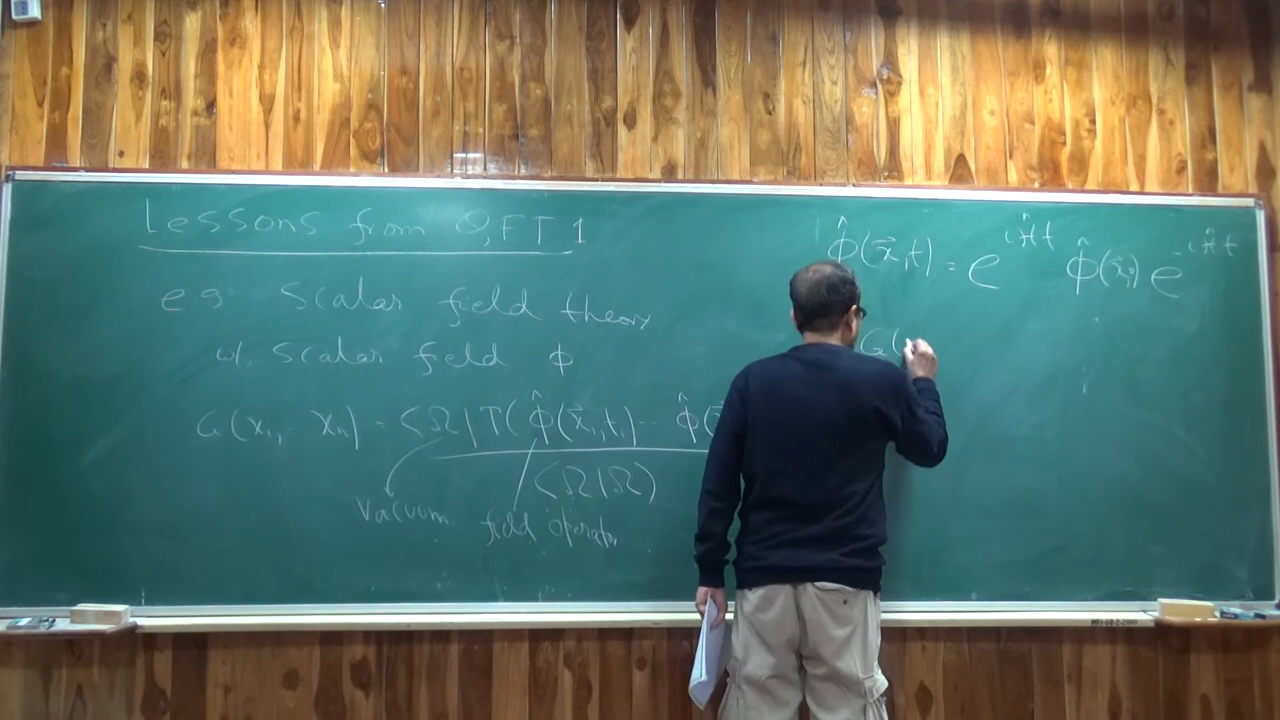 Lessons from QFT 1
eg. Scalar field theory
w/. Scalar field ϕ
G(x₁,.. xₙ) = <Ω|T(ϕ̂(x⃗₁,t₁)... ϕ̂(
<Ω|Ω>
Vacuum field operator
ϕ̂(x⃗,t) = e^{iĤt} ϕ̂(x⃗,0) e^{-iĤt}
G(